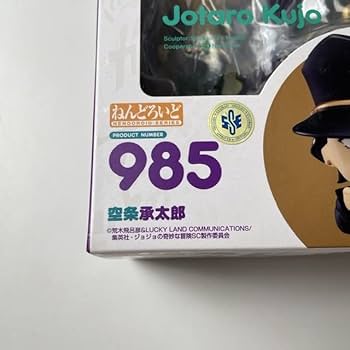 Jotaro Kujo
ねんどろいど
NENDOROID SERIES
PRODUCT NUMBER
985
空条承太郎
©荒木飛呂彦&LUCKY LAND COMMUNICATIONS/
集英社・ジョジョの奇妙な冒険SC製作委員会